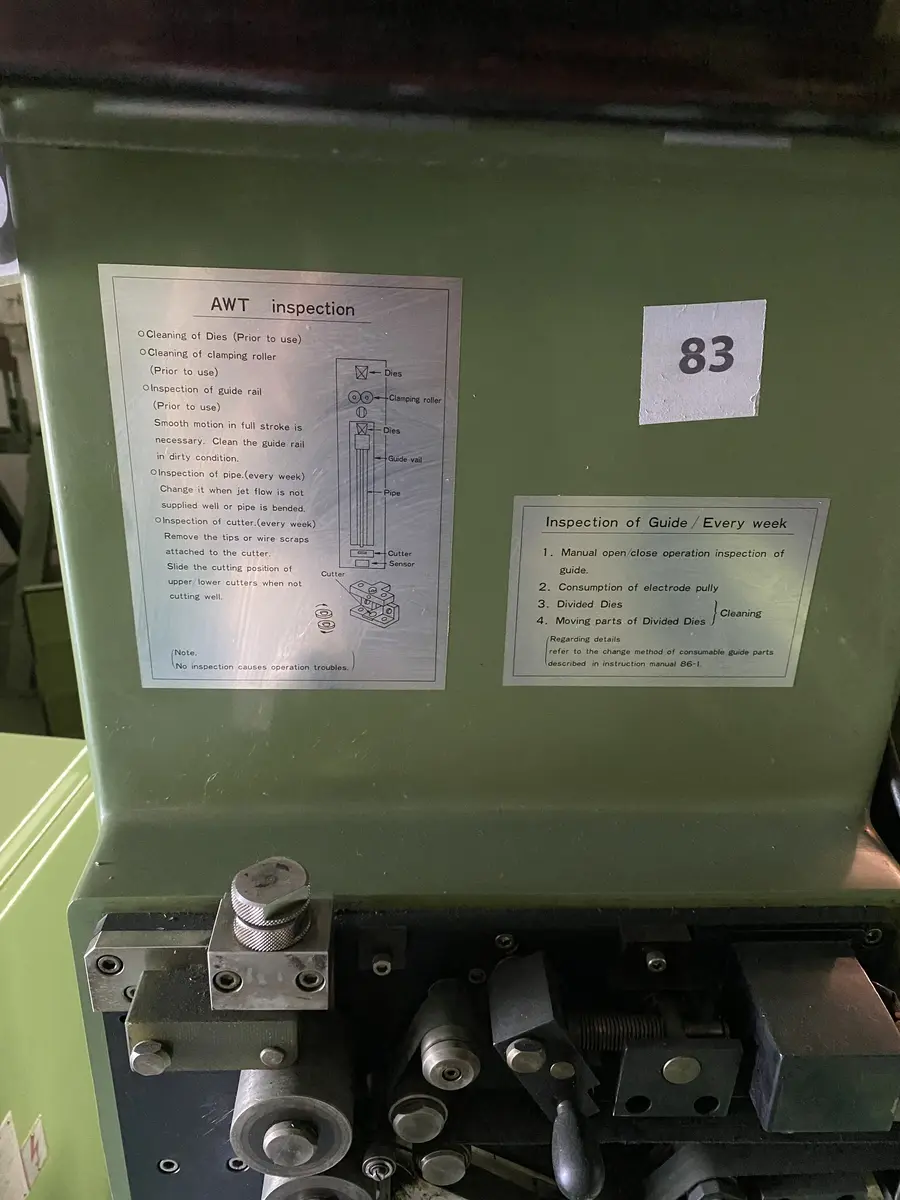 AWT inspection
○Cleaning of Dies (Prior to use)
○Cleaning of clamping roller
(Prior to use)
○Inspection of guide rail
(Prior to use)
Smooth motion in full stroke is
necessary. Clean the guide rail
in dirty condition.
○Inspection of pipe.(every week)
Change it when jet flow is not
supplied well or pipe is bended.
○Inspection of cutter.(every week)
Remove the tips or wire scraps
attached to the cutter.
Slide the cutting position of
upper/lower cutters when not
cutting well.
Dies
Clamping roller
Dies
Guide vail
Pipe
Cutter
Sensor
Cutter
Note.
No inspection causes operation troubles.
83
Inspection of Guide/Every week
1. Manual open/close operation inspection of
guide.
2. Consumption of electrode pully
3. Divided Dies
4. Moving parts of Divided Dies
Cleaning
Regarding details
refer to the change method of consumable guide parts
described in instruction manual 86-1.